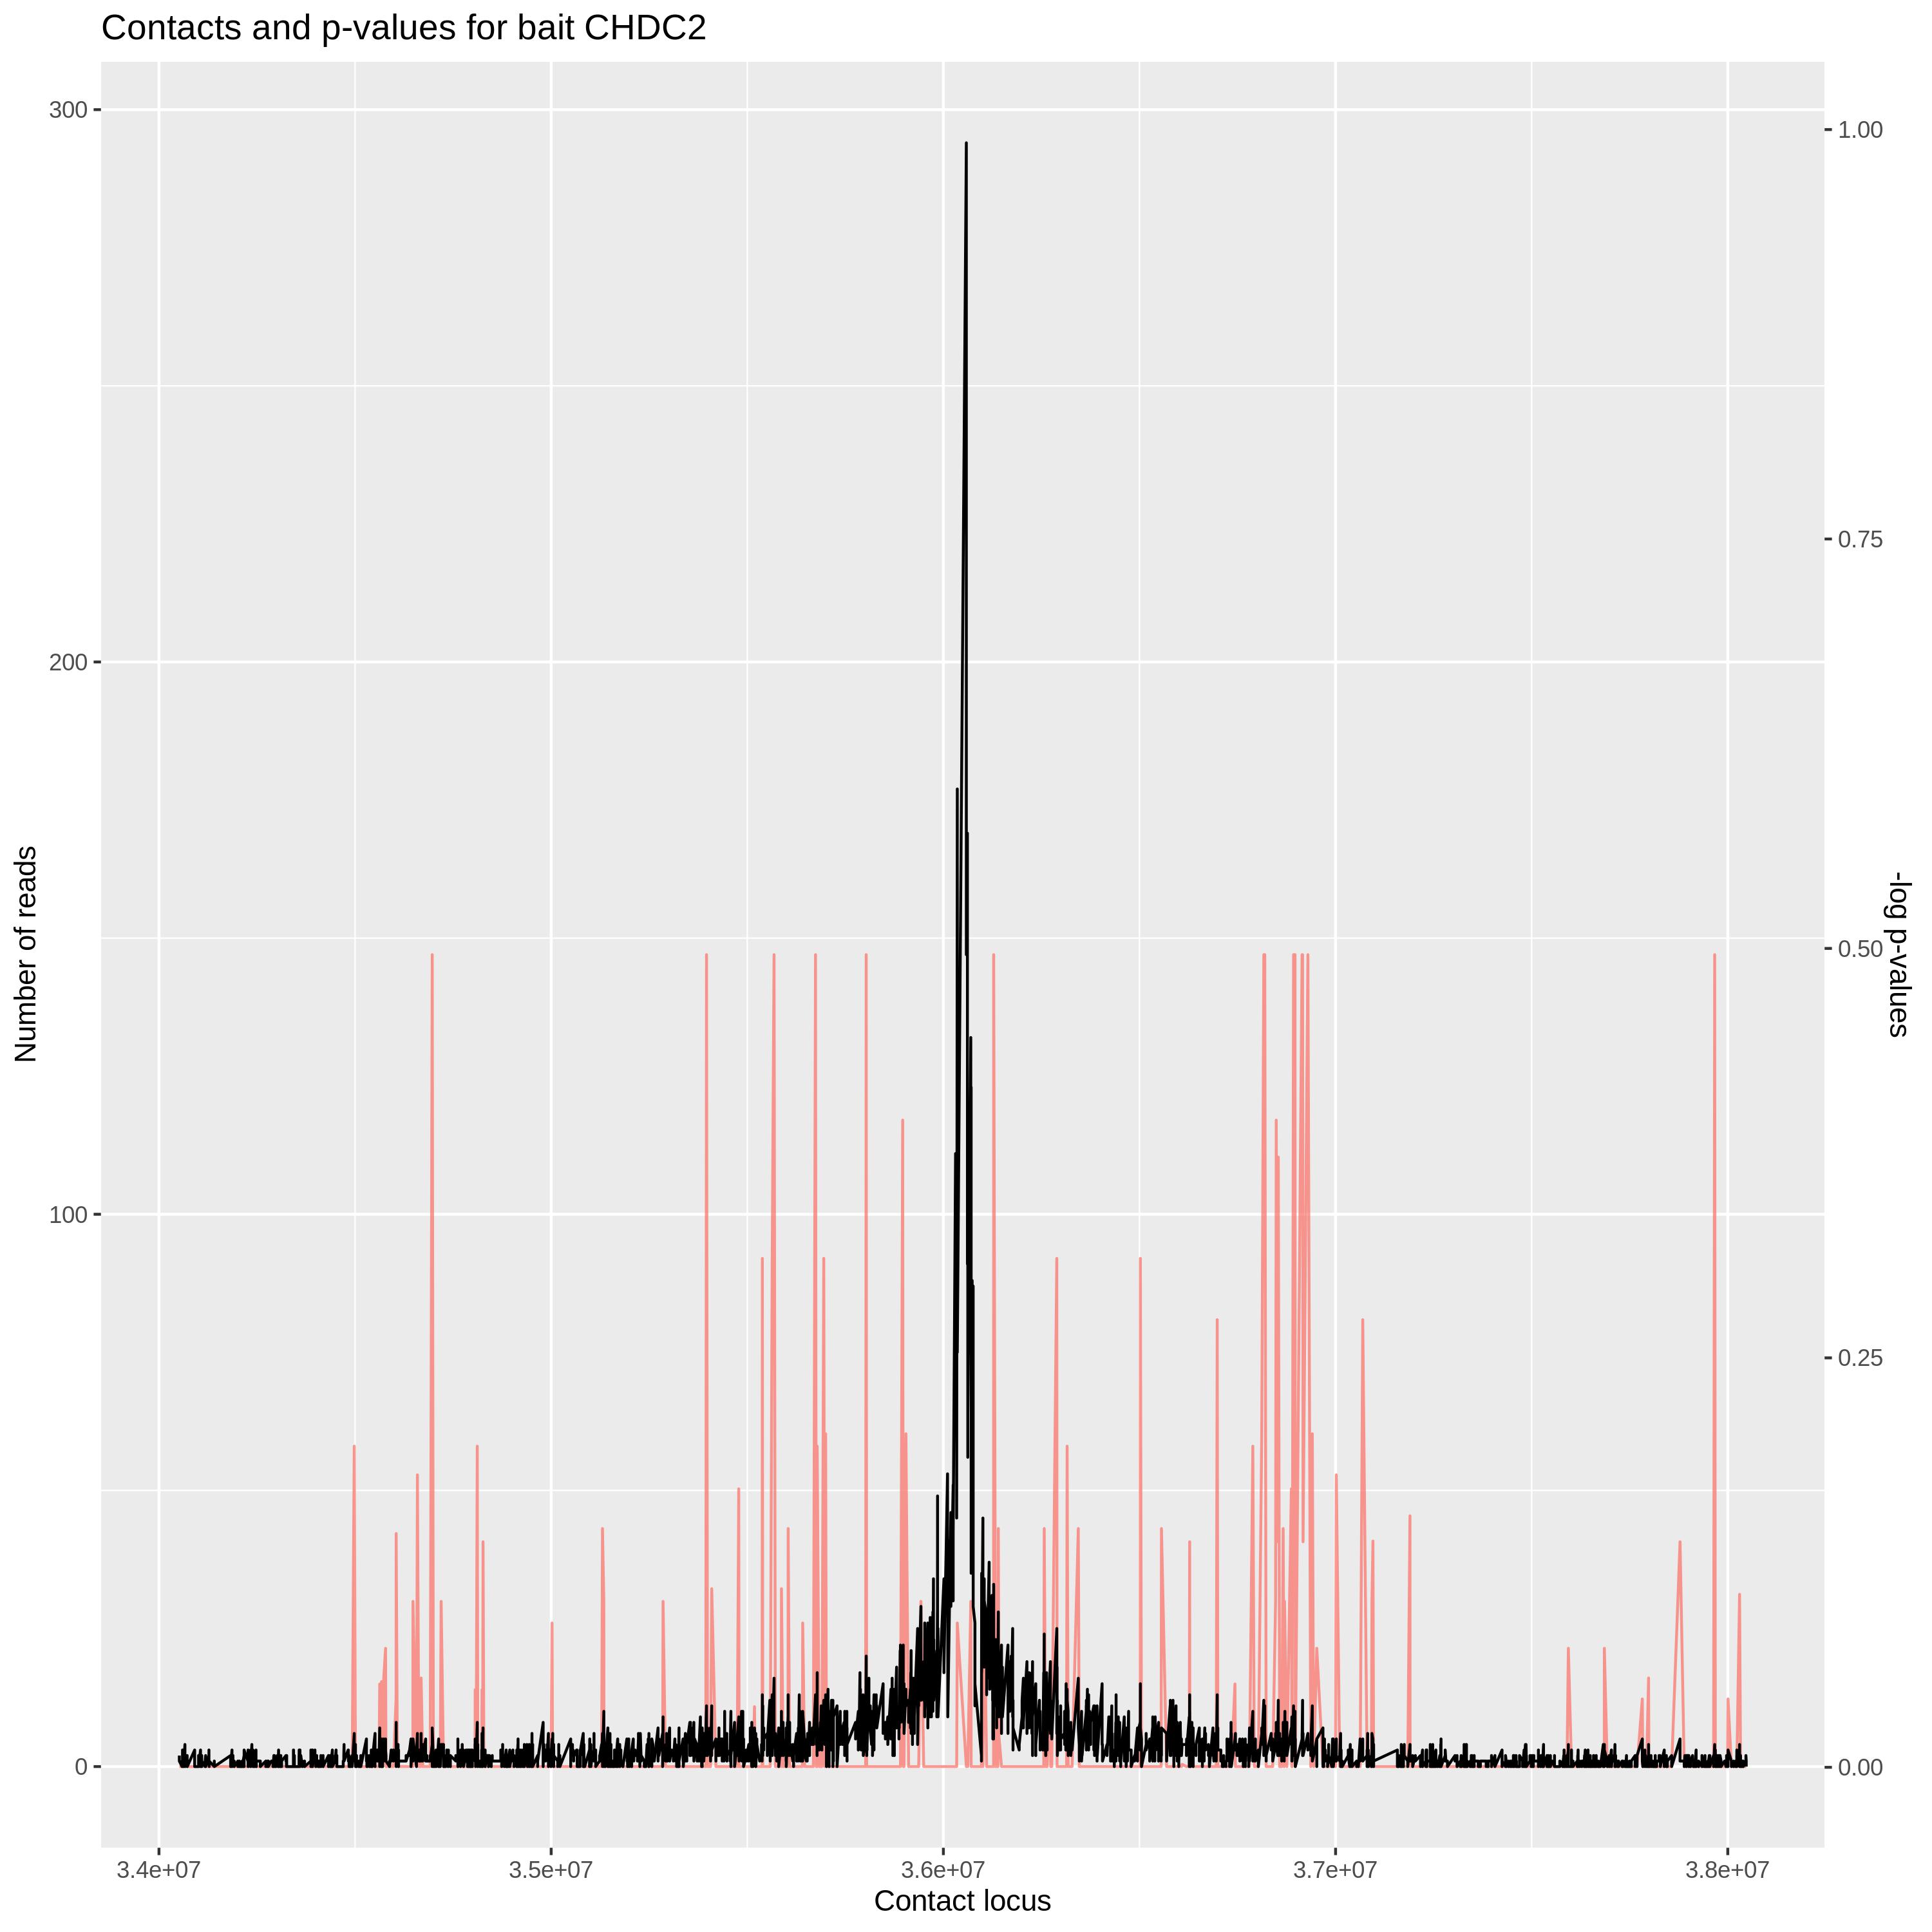 Contacts and p-values for bait CHDC2
300
200
100
0
Number of reads
1.00
0.75
0.50
0.25
0.00
-log p-values
3.4e+07
3.5e+07
3.6e+07
3.7e+07
3.8e+07
Contact locus